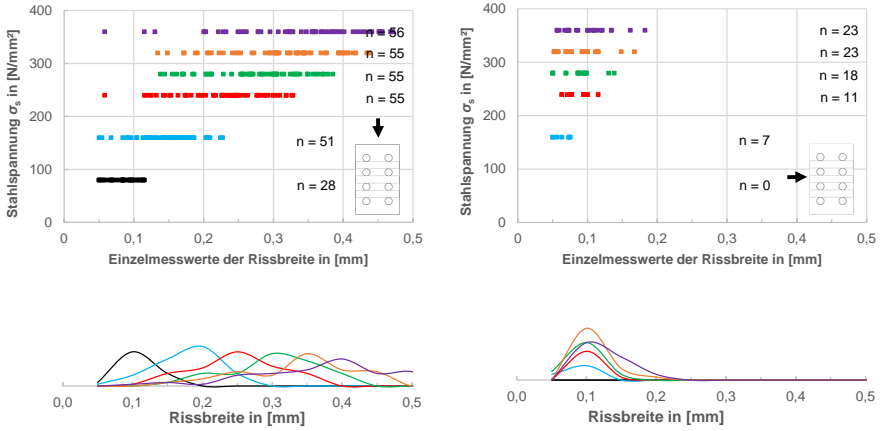 400
300
200
100
0
Stahlspannung σs in [N/mm²]
n = 56
n = 55
n = 55
n = 55
n = 51
n = 28
0 0,1 0,2 0,3 0,4 0,5
Einzelmesswerte der Rissbreite in [mm]
400
300
200
100
0
Stahlspannung σs in [N/mm²]
n = 23
n = 23
n = 18
n = 11
n = 7
n = 0
0 0,1 0,2 0,3 0,4 0,5
Einzelmesswerte der Rissbreite in [mm]
0,0 0,1 0,2 0,3 0,4 0,5
Rissbreite in [mm]
0,0 0,1 0,2 0,3 0,4 0,5
Rissbreite in [mm]